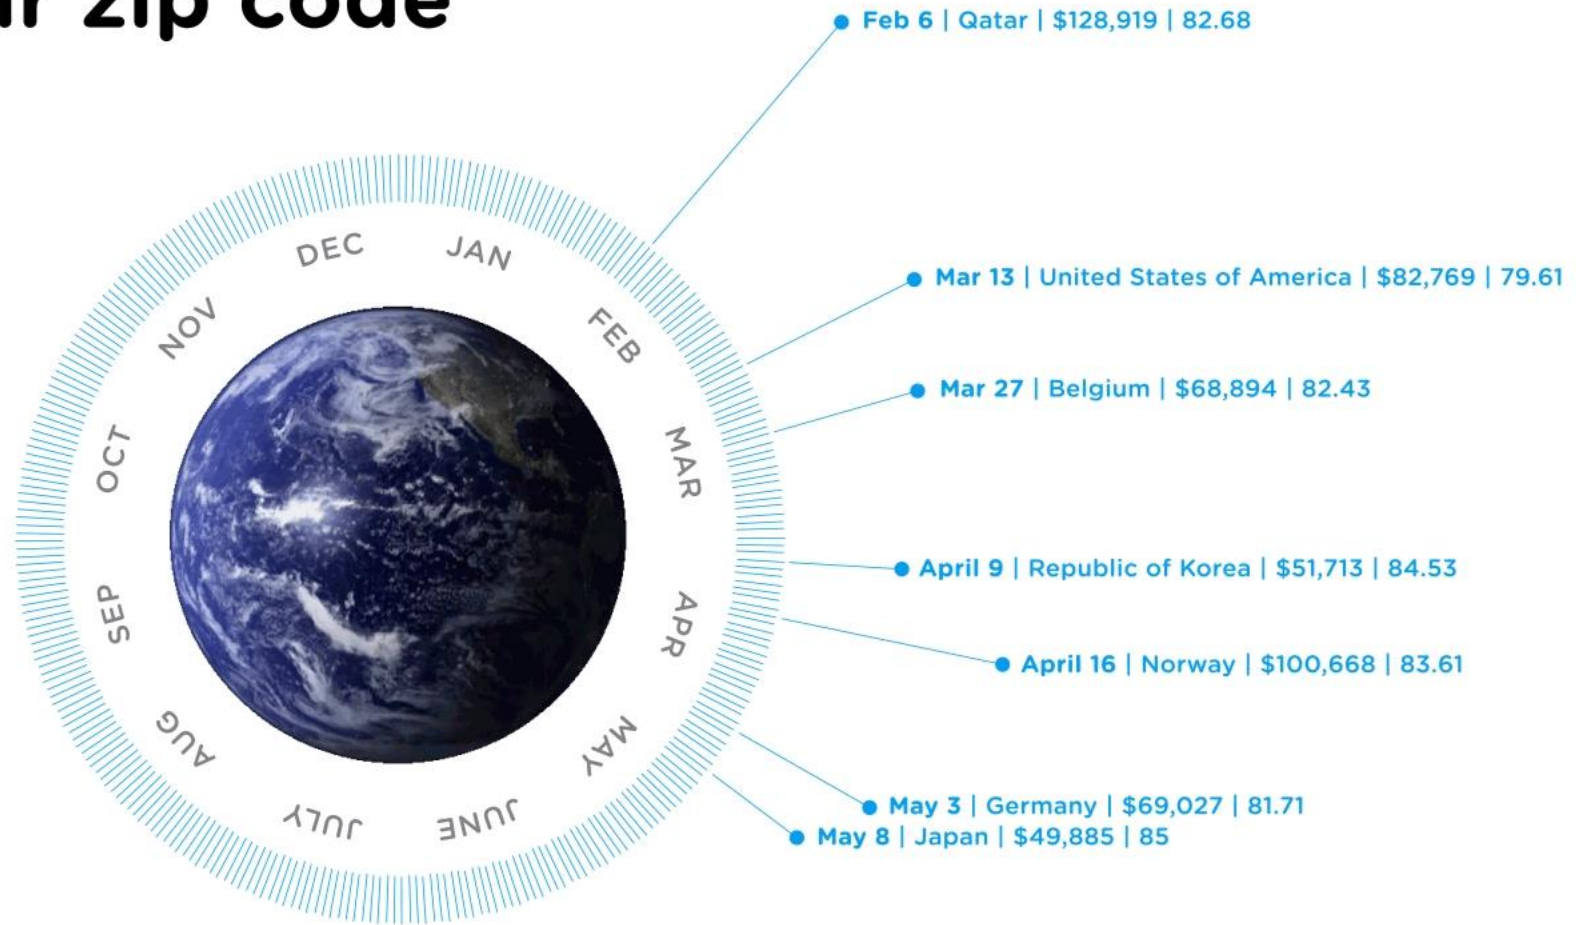 zip code
Feb 6 | Qatar | $128,919 | 82.68
Mar 13 | United States of America | $82,769 | 79.61
Mar 27 | Belgium | $68,894 | 82.43
April 9 | Republic of Korea | $51,713 | 84.53
April 16 | Norway | $100,668 | 83.61
May 3 | Germany | $69,027 | 81.71
May 8 | Japan | $49,885 | 85
JAN
FEB
MAR
APR
MAY
JUNE
JULY
AUG
SEP
OCT
NOV
DEC